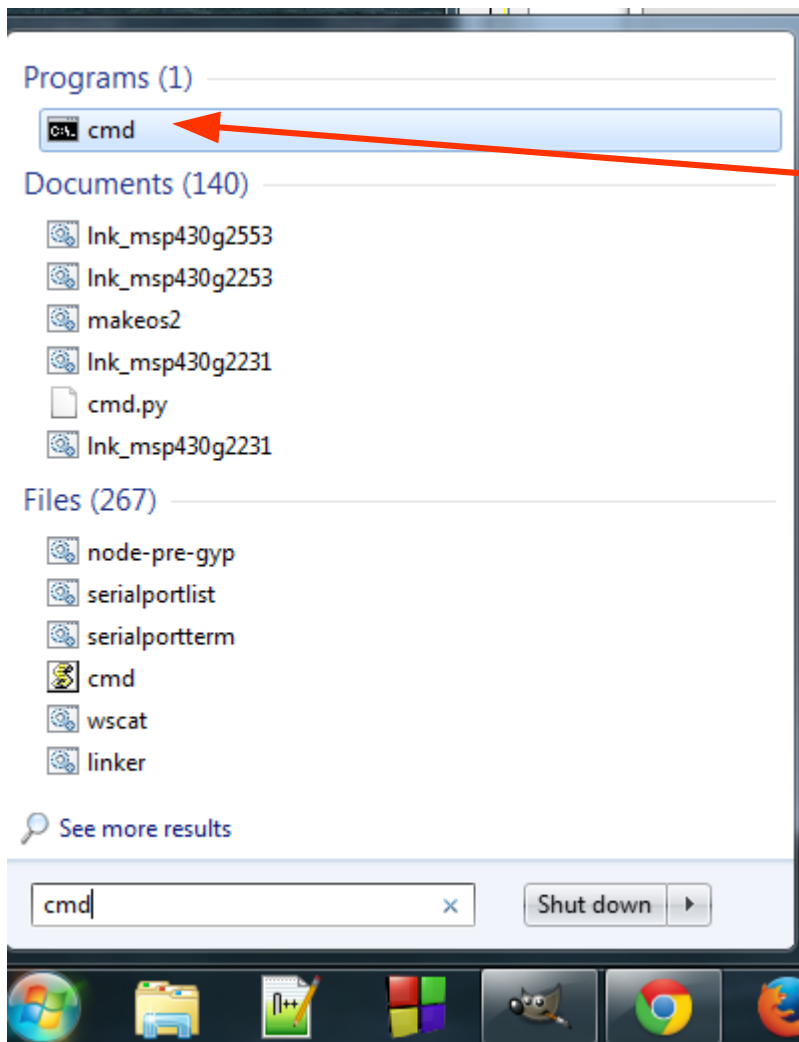 Programs (1)
C:\. cmd
Documents (140)
lnk_msp430g2553
lnk_msp430g2253
makeos2
lnk_msp430g2231
cmd.py
lnk_msp430g2231
Files (267)
node-pre-gyp
serialportlist
serialportterm
cmd
wscat
linker
See more results
cmd × Shut down
n++